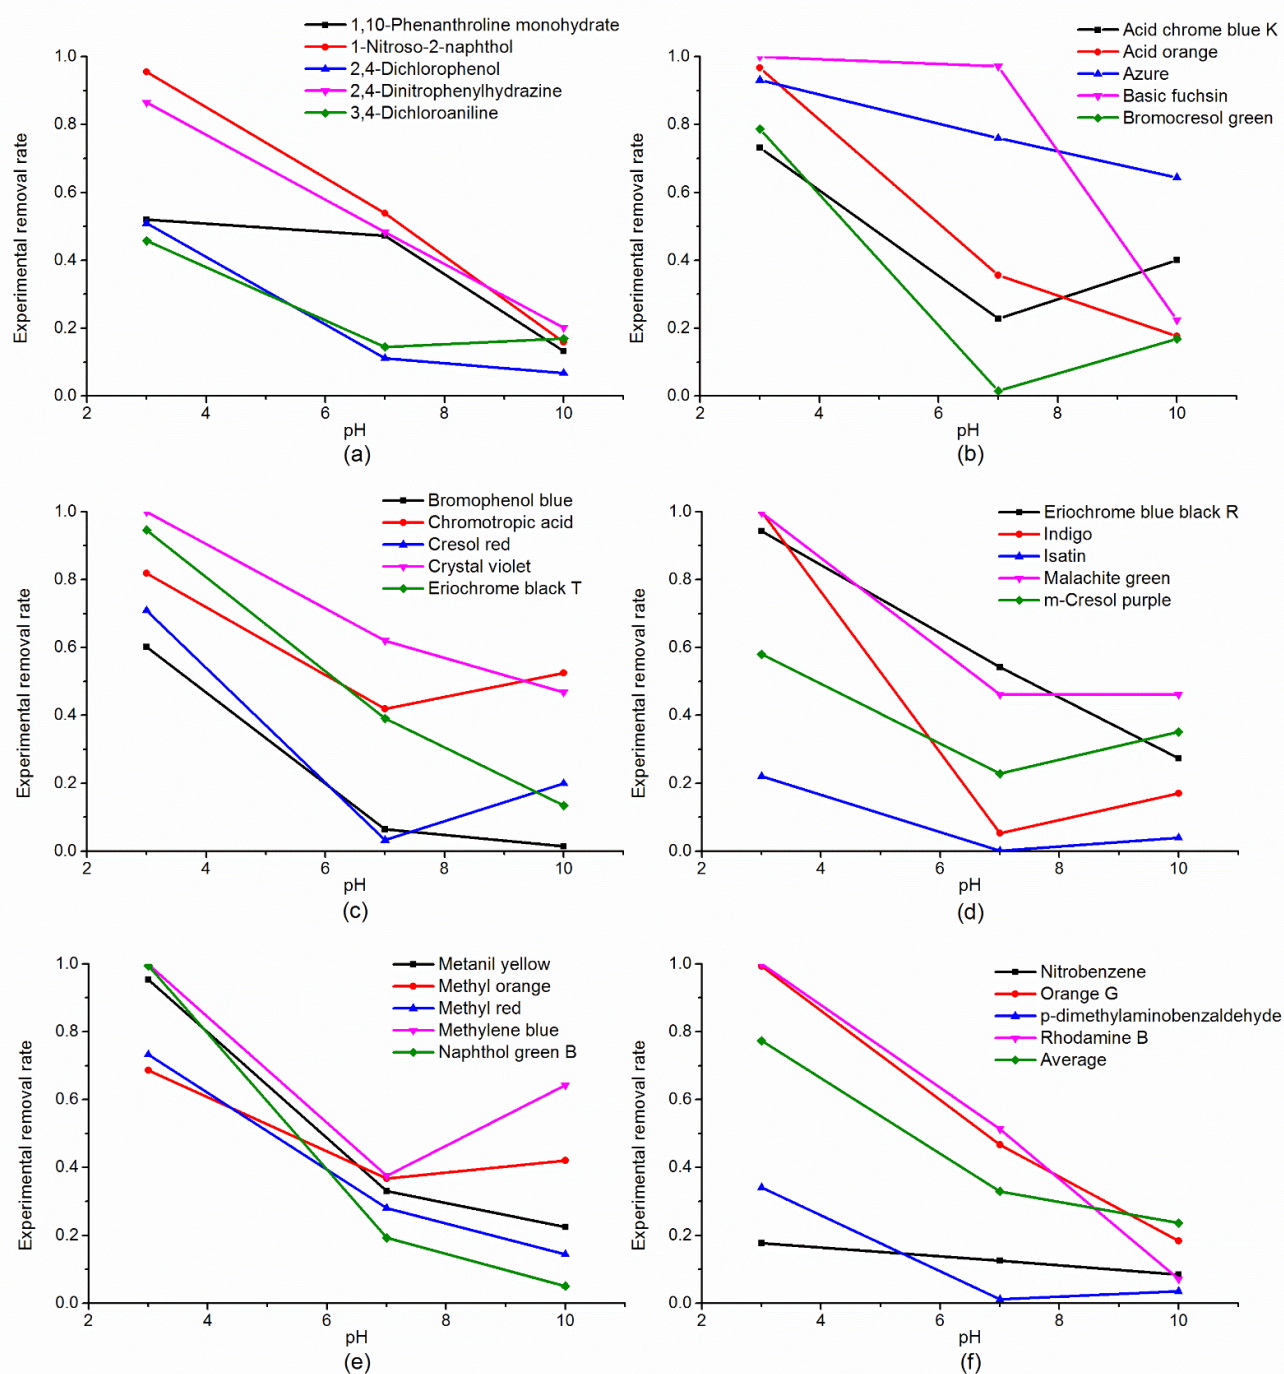 1,10-Phenanthroline monohydrate
1-Nitroso-2-naphthol
2,4-Dichlorophenol
2,4-Dinitrophenylhydrazine
3,4-Dichloroaniline
1.0
0.8
0.6
0.4
0.2
0.0
Experimental removal rate
2 4 6 8 10
pH
(a)
Acid chrome blue K
Acid orange
Azure
Basic fuchsin
Bromocresol green
1.0
0.8
0.6
0.4
0.2
0.0
Experimental removal rate
2 4 6 8 10
pH
(b)
Bromophenol blue
Chromotropic acid
Cresol red
Crystal violet
Eriochrome black T
1.0
0.8
0.6
0.4
0.2
0.0
Experimental removal rate
2 4 6 8 10
pH
(c)
Eriochrome blue black R
Indigo
Isatin
Malachite green
m-Cresol purple
1.0
0.8
0.6
0.4
0.2
0.0
Experimental removal rate
2 4 6 8 10
pH
(d)
Metanil yellow
Methyl orange
Methyl red
Methylene blue
Naphthol green B
1.0
0.8
0.6
0.4
0.2
0.0
Experimental removal rate
2 4 6 8 10
pH
(e)
Nitrobenzene
Orange G
p-dimethylaminobenzaldehyde
Rhodamine B
Average
1.0
0.8
0.6
0.4
0.2
0.0
Experimental removal rate
2 4 6 8 10
pH
(f)